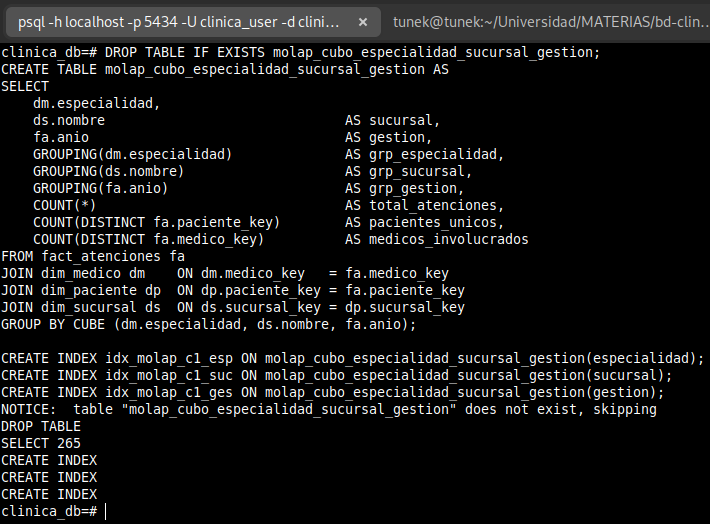 psql -h localhost -p 5434 -U clinica_user -d clini… ×
tunek@tunek:~/Universidad/MATERIAS/bd-clin…
clinica_db=# DROP TABLE IF EXISTS molap_cubo_especialidad_sucursal_gestion;
CREATE TABLE molap_cubo_especialidad_sucursal_gestion AS
SELECT
    dm.especialidad,
    ds.nombre                              AS sucursal,
    fa.anio                                AS gestion,
    GROUPING(dm.especialidad)              AS grp_especialidad,
    GROUPING(ds.nombre)                    AS grp_sucursal,
    GROUPING(fa.anio)                      AS grp_gestion,
    COUNT(*)                               AS total_atenciones,
    COUNT(DISTINCT fa.paciente_key)        AS pacientes_unicos,
    COUNT(DISTINCT fa.medico_key)          AS medicos_involucrados
FROM fact_atenciones fa
JOIN dim_medico dm    ON dm.medico_key   = fa.medico_key
JOIN dim_paciente dp  ON dp.paciente_key = fa.paciente_key
JOIN dim_sucursal ds  ON ds.sucursal_key = dp.sucursal_key
GROUP BY CUBE (dm.especialidad, ds.nombre, fa.anio);

CREATE INDEX idx_molap_c1_esp ON molap_cubo_especialidad_sucursal_gestion(especialidad);
CREATE INDEX idx_molap_c1_suc ON molap_cubo_especialidad_sucursal_gestion(sucursal);
CREATE INDEX idx_molap_c1_ges ON molap_cubo_especialidad_sucursal_gestion(gestion);
NOTICE:  table "molap_cubo_especialidad_sucursal_gestion" does not exist, skipping
DROP TABLE
SELECT 265
CREATE INDEX
CREATE INDEX
CREATE INDEX
clinica_db=#